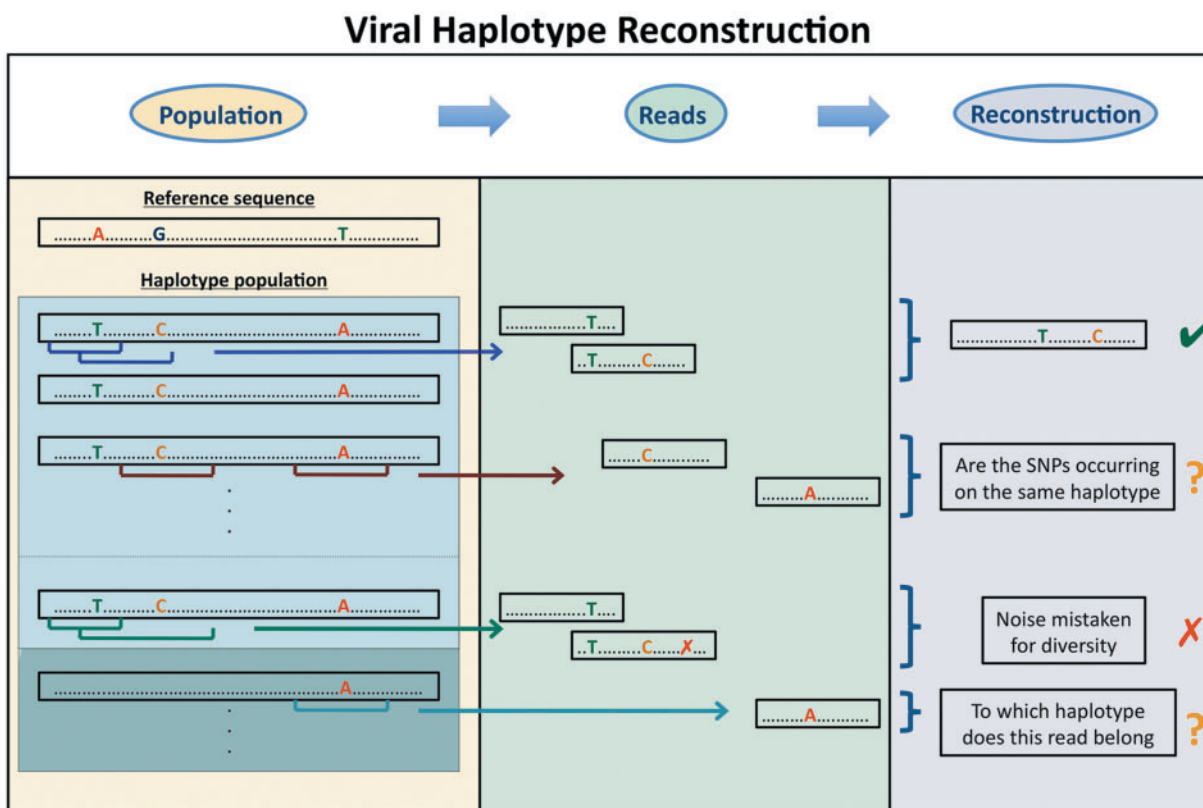 Viral Haplotype Reconstruction
Population
Reads
Reconstruction
Reference sequence
........A..........G...................................T...............
Haplotype population
........T...........C...................................A...............
.................T....
..T..........C.......
.................T..........C........
✓
........T...........C...................................A...............
........T...........C...................................A...............
.......C.............
.........A...........
Are the SNPs occurring
on the same haplotype
?
........T...........C...................................A...............
.................T....
..T..........C......✗...
Noise mistaken
for diversity
✗
.........................................................A...............
.........A...........
To which haplotype
does this read belong
?